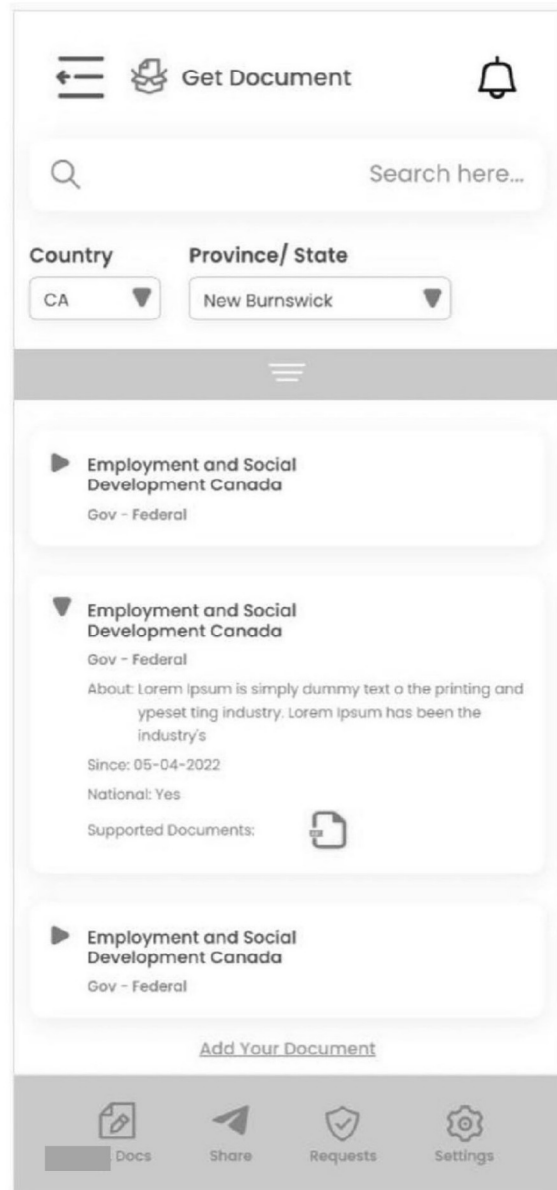 Get Document
Search here...
Country Province/ State
CA New Burnswick
Employment and Social
Development Canada
Gov - Federal
Employment and Social
Development Canada
Gov - Federal
About: Lorem Ipsum is simply dummy text o the printing and
ypeset ting industry. Lorem Ipsum has been the
industry's
Since: 05-04-2022
National: Yes
Supported Documents:
Employment and Social
Development Canada
Gov - Federal
Add Your Document
Docs Share Requests Settings